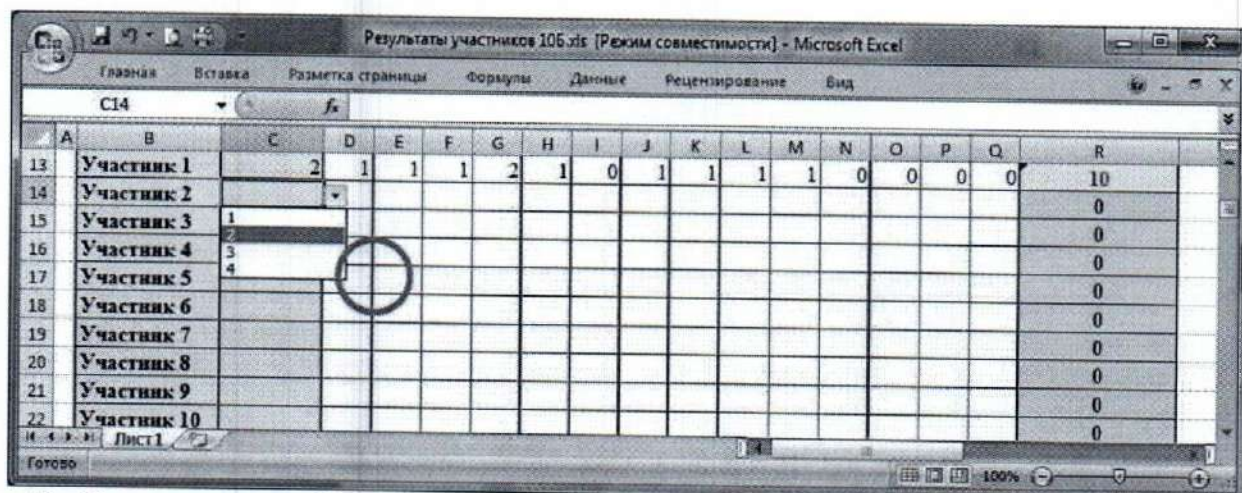 Результаты участников 10Б.xls [Режим совместимости] - Microsoft Excel
Главная Вставка Разметка страницы Формулы Данные Рецензирование Вид
C14 fx
A B C D E F G H I J K L M N O P Q R
13 Участник 1 2 1 1 1 2 1 0 1 1 1 1 0 0 0 0 10
14 Участник 2 0
15 Участник 3 1 0
2
16 Участник 4 3 0
17 Участник 5 4 0
18 Участник 6 0
19 Участник 7 0
20 Участник 8 0
21 Участник 9 0
22 Участник 10 0
Лист1
Готово 100%